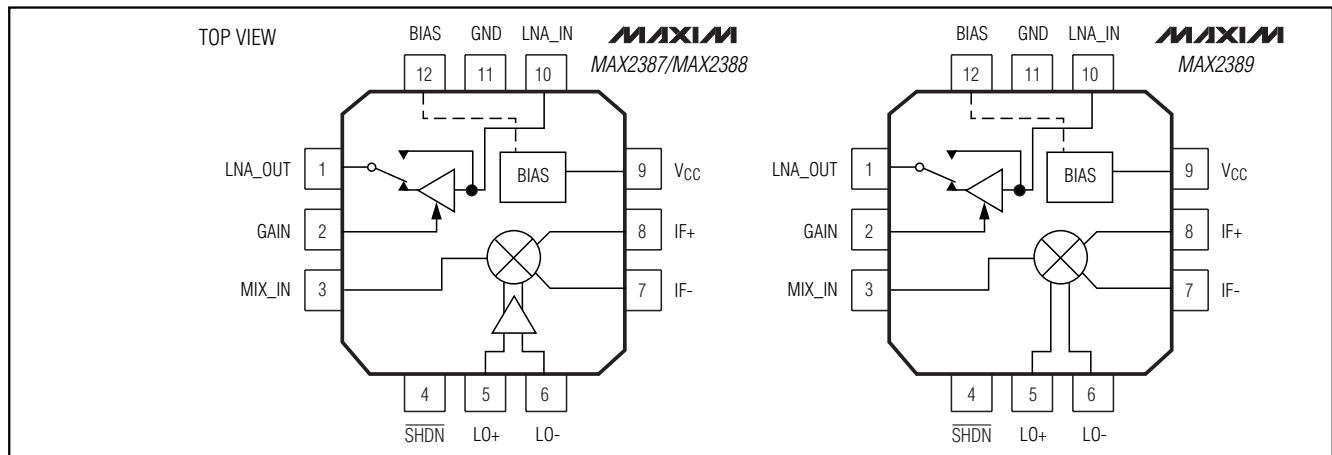 TOP VIEW
BIAS GND LNA_IN
MAXIM
MAX2387/MAX2388
12 11 10
LNA_OUT 1
GAIN 2
MIX_IN 3
BIAS
9 VCC
8 IF+
7 IF-
4 5 6
SHDN LO+ LO-
BIAS GND LNA_IN
MAXIM
MAX2389
12 11 10
LNA_OUT 1
GAIN 2
MIX_IN 3
BIAS
9 VCC
8 IF+
7 IF-
4 5 6
SHDN LO+ LO-